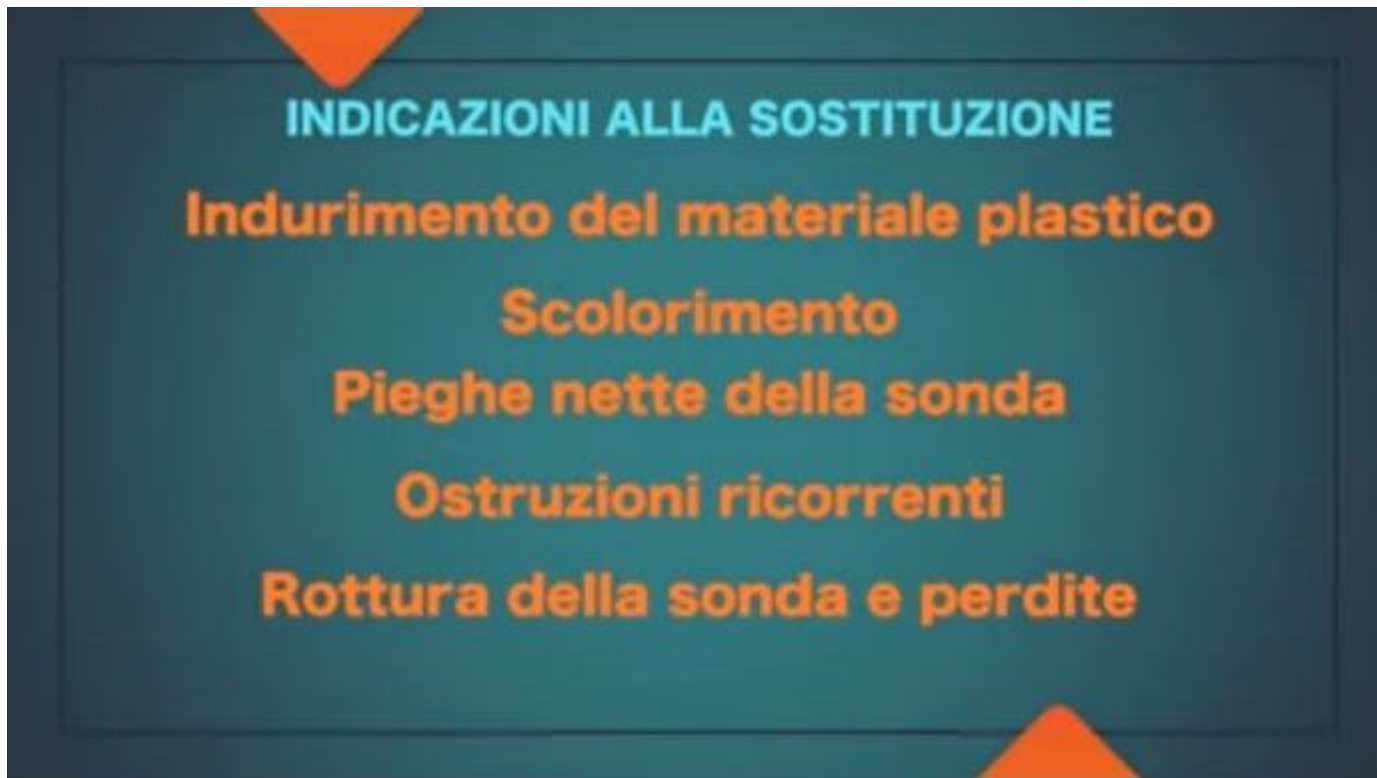 INDICAZIONI ALLA SOSTITUZIONE
Indurimento del materiale plastico
Scolorimento
Pieghe nette della sonda
Ostruzioni ricorrenti
Rottura della sonda e perdite